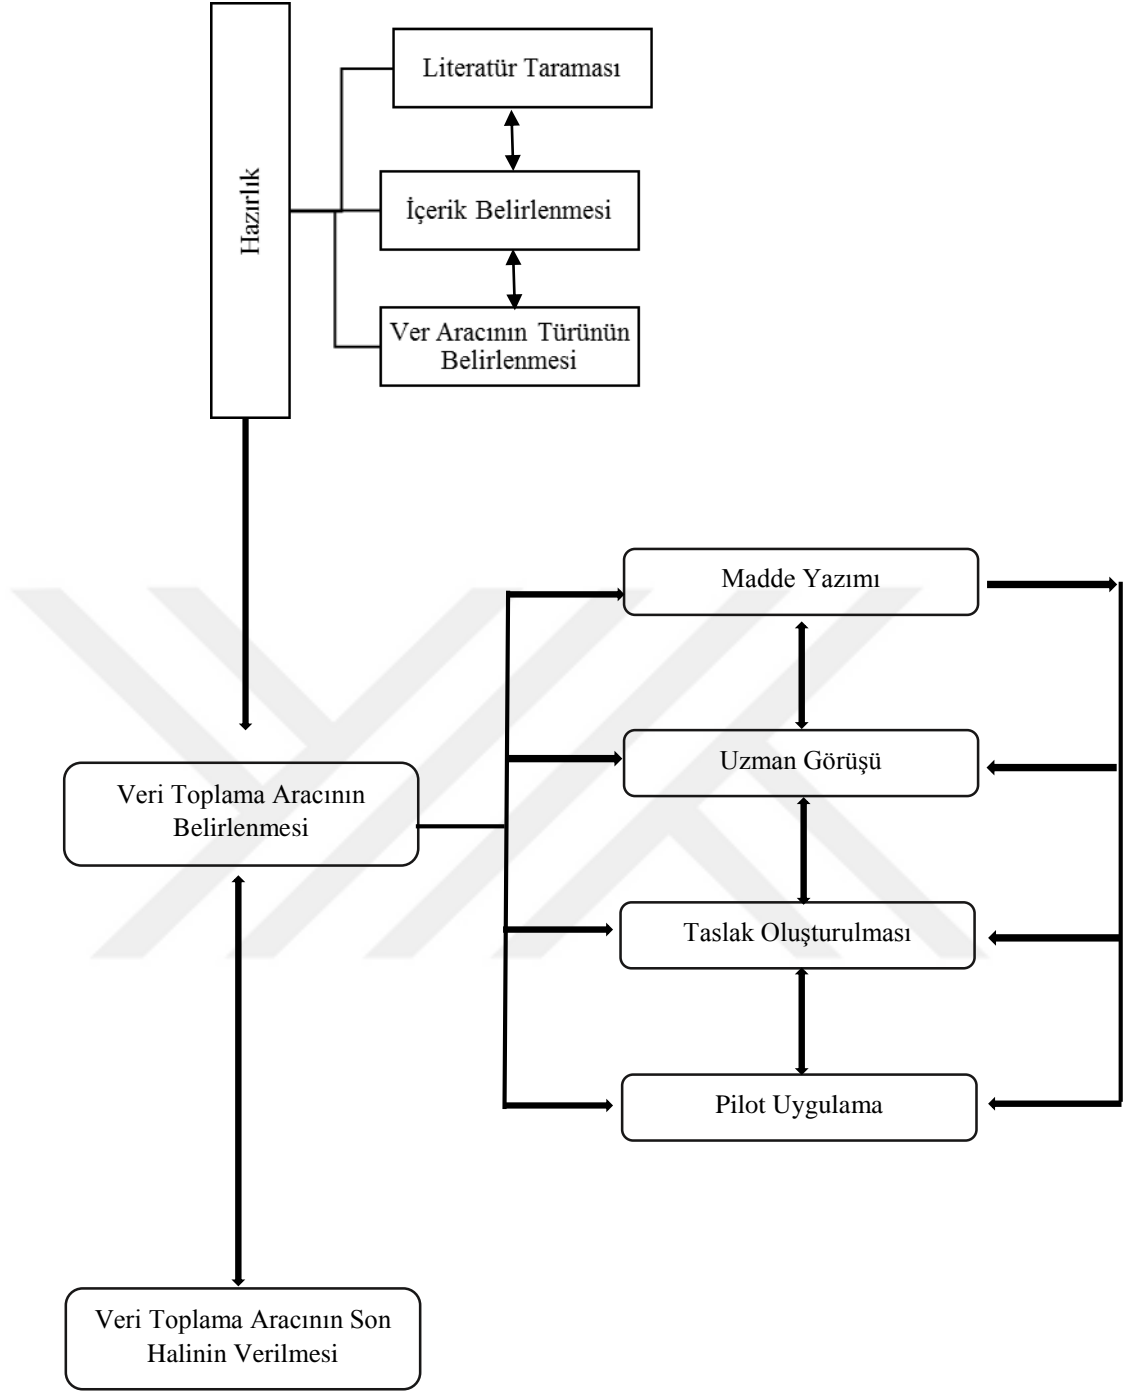 Hazırlık
Literatür Taraması
İçerik Belirlenmesi
Ver Aracının Türünün
Belirlenmesi
Madde Yazımı
Uzman Görüşü
Veri Toplama Aracının
Belirlenmesi
Taslak Oluşturulması
Pilot Uygulama
Veri Toplama Aracının Son
Halinin Verilmesi